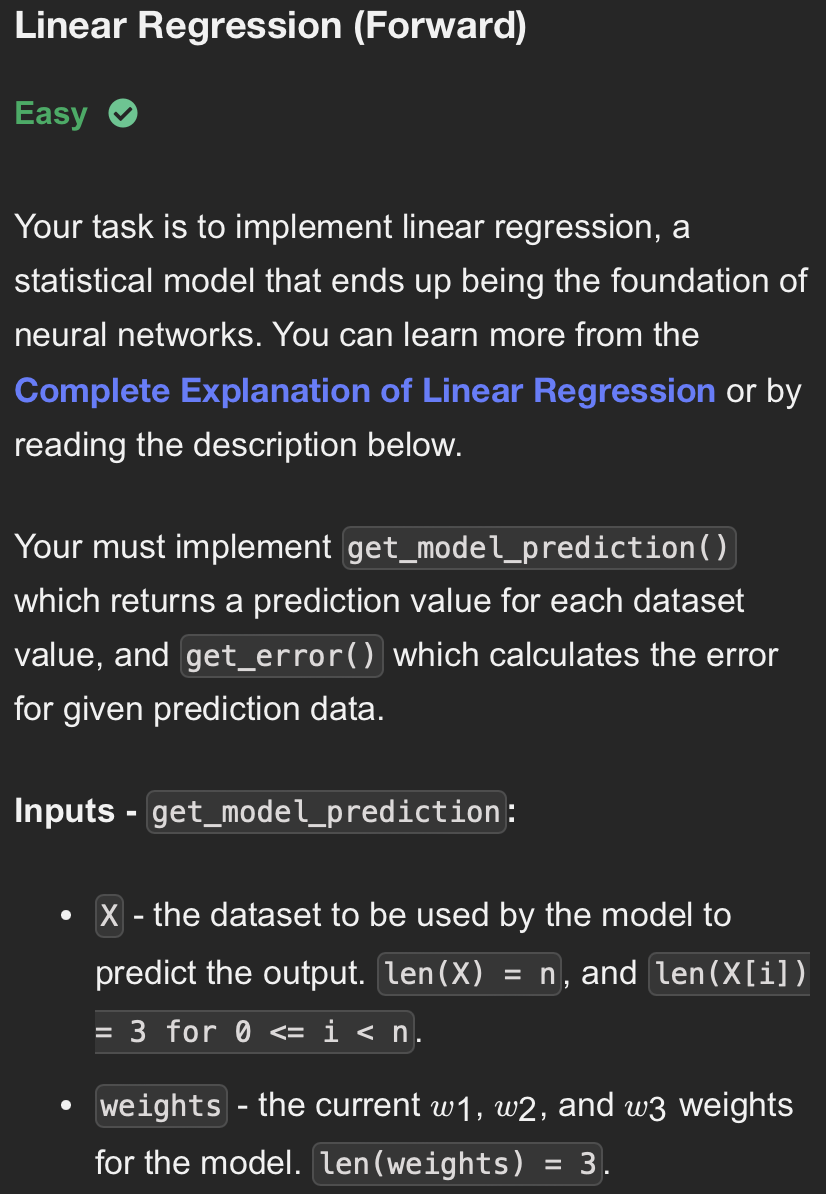 Linear Regression (Forward)
Easy
Your task is to implement linear regression, a
statistical model that ends up being the foundation of
neural networks. You can learn more from the
Complete Explanation of Linear Regression or by
reading the description below.
Your must implement get_model_prediction()
which returns a prediction value for each dataset
value, and get_error() which calculates the error
for given prediction data.
Inputs - get_model_prediction:
• X - the dataset to be used by the model to
predict the output. len(X) = n, and len(X[i])
= 3 for 0 <= i < n.
• weights - the current w1, w2, and w3 weights
for the model. len(weights) = 3.